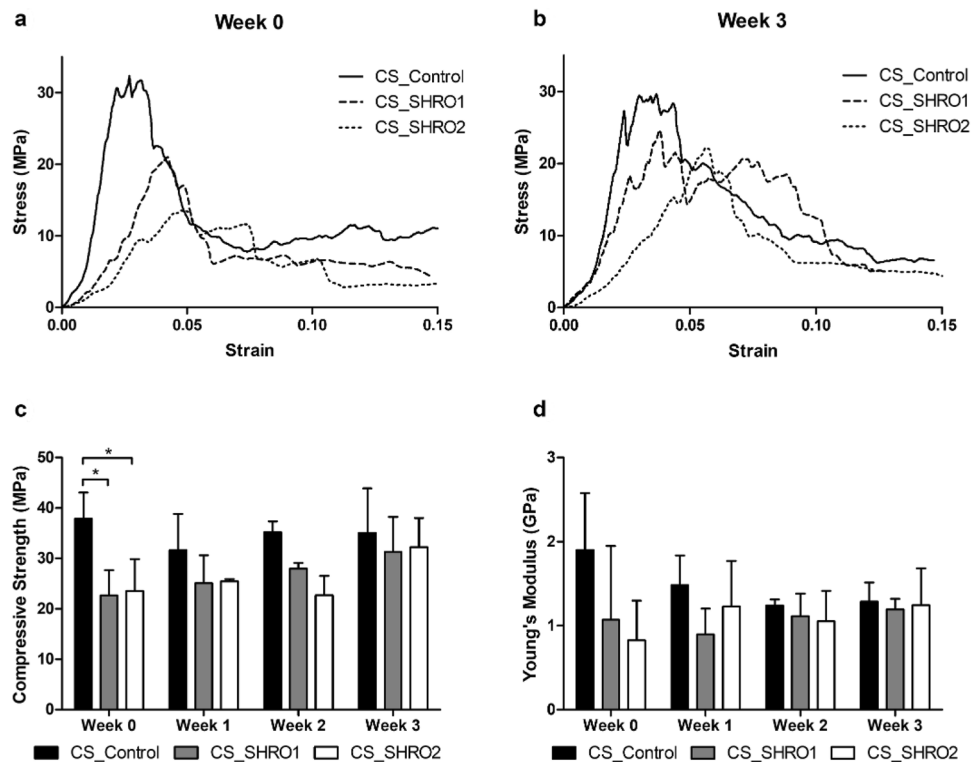 a
Week 0
Stress (MPa)
30
20
10
0
0.00 0.05 0.10 0.15
Strain
CS_Control
CS_SHRO1
CS_SHRO2
b
Week 3
Stress (MPa)
30
20
10
0
0.00 0.05 0.10 0.15
Strain
CS_Control
CS_SHRO1
CS_SHRO2
c
Compressive Strength (MPa)
50
40
30
20
10
0
*
*
Week 0 Week 1 Week 2 Week 3
CS_Control CS_SHRO1 CS_SHRO2
d
Young's Modulus (GPa)
3
2
1
0
Week 0 Week 1 Week 2 Week 3
CS_Control CS_SHRO1 CS_SHRO2